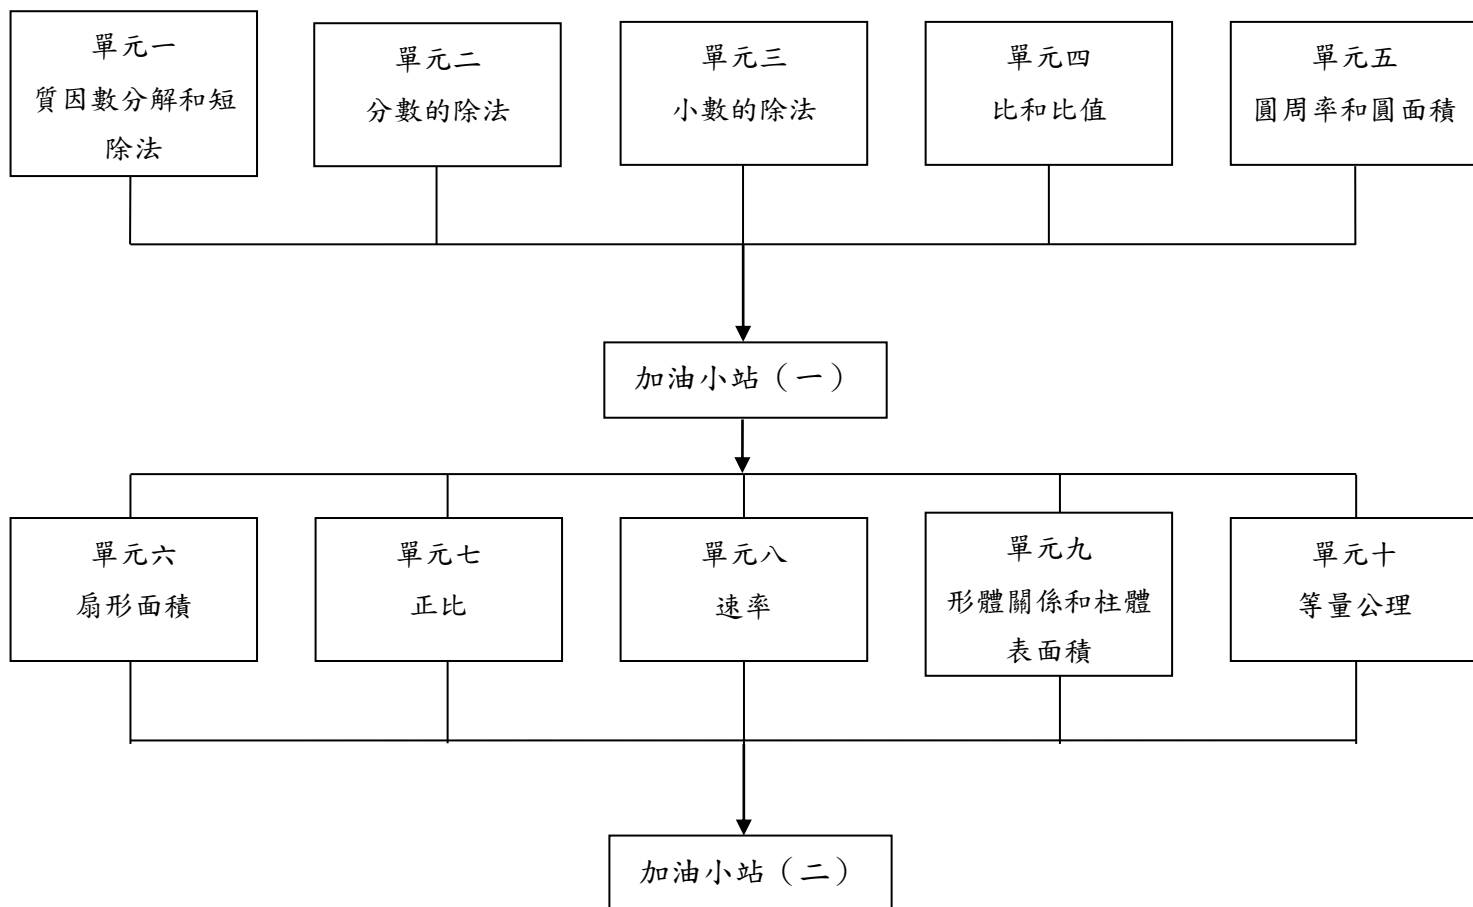 單元一
質因數分解和短
除法
單元二
分數的除法
單元三
小數的除法
單元四
比和比值
單元五
圓周率和圓面積
加油小站（一）
單元六
扇形面積
單元七
正比
單元八
速率
單元九
形體關係和柱體
表面積
單元十
等量公理
加油小站（二）